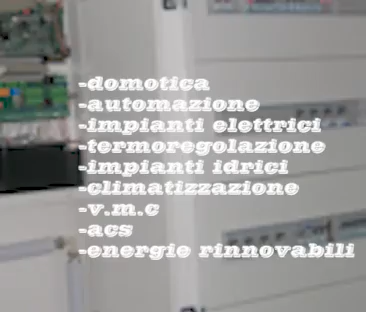 -domotica
-automazione
-impianti elettrici
-termoregolazione
-impianti idrici
-climatizzazione
-v.m.c
-acs
-energie rinnovabili